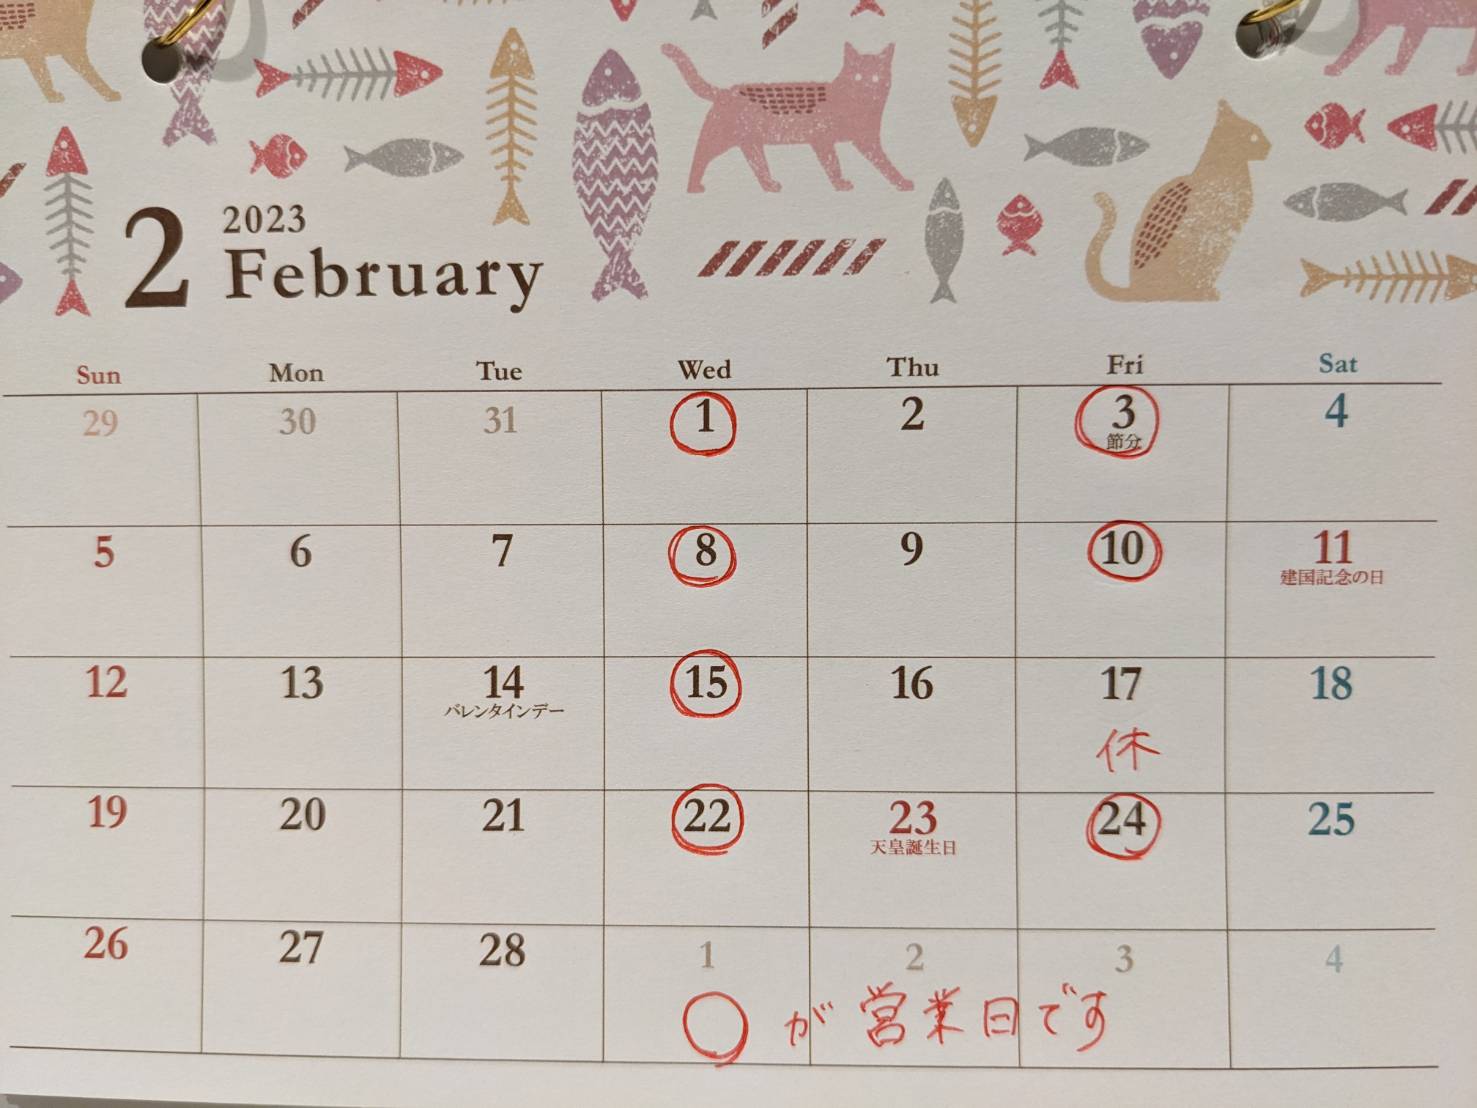 2
2023
February
Sun Mon Tue Wed Thu Fri Sat
29 30 31 1 2 3 4
節分
5 6 7 8 9 10 11
建国記念の日
12 13 14 15 16 17 18
バレンタインデー
休
19 20 21 22 23 24 25
天皇誕生日
26 27 28 1 2 3 4
○が営業日です